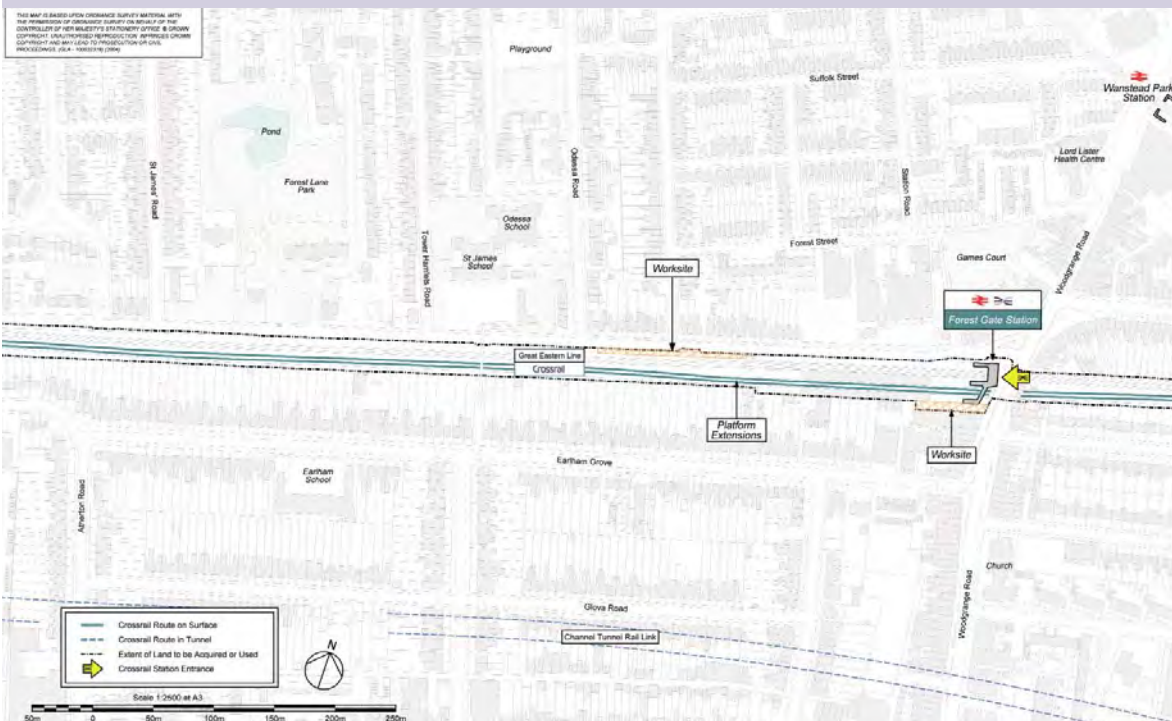 THIS MAP IS BASED UPON ORDNANCE SURVEY MATERIAL WITH
THE PERMISSION OF ORDNANCE SURVEY ON BEHALF OF THE
CONTROLLER OF HER MAJESTY'S STATIONERY OFFICE. © CROWN
COPYRIGHT. UNAUTHORISED REPRODUCTION INFRINGES CROWN
COPYRIGHT AND MAY LEAD TO PROSECUTION OR CIVIL
PROCEEDINGS. (GLA - (2004)
Playground
Suffolk Street
Wanstead Park
Station
Pond
Lord Lister
Health Centre
St James' Road
Odessa Road
Forest Lane
Park
Station Road
Odessa
School
Tower Hamlets Road
Forest Street
St James
School
Games Court
Woodgrange Road
Worksite
Forest Gate Station
Great Eastern Line
Crossrail
Platform
Extensions
Worksite
Earlham Grove
Earlham
School
Atherton Road
Church
Woodgrange Road
Glova Road
Channel Tunnel Rail Link
Crossrail Route on Surface
Crossrail Route in Tunnel
Extent of Land to be Acquired or Used
Crossrail Station Entrance
N
Scale 1:2500 at A3
50m 0 50m 100m 150m 200m 250m